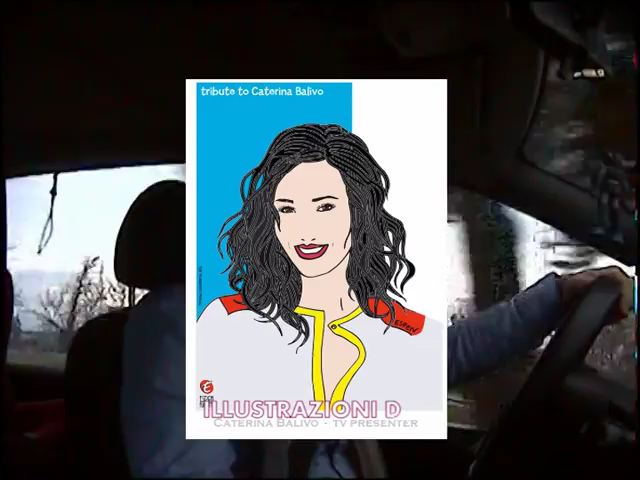 tribute to Caterina Balivo
ILLUSTRAZIONI D
CATERINA BALIVO - TV PRESENTER